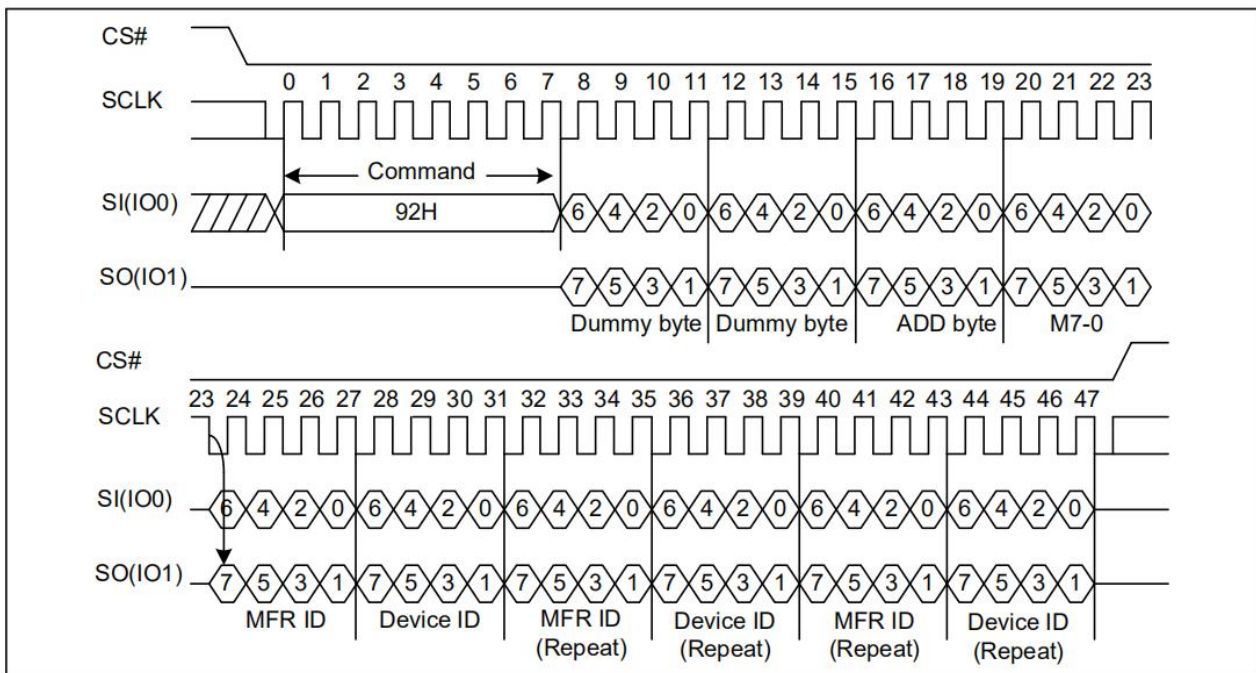 CS#
0 1 2 3 4 5 6 7 8 9 10 11 12 13 14 15 16 17 18 19 20 21 22 23
SCLK
Command
SI(IO0) 92H 6 4 2 0 6 4 2 0 6 4 2 0 6 4 2 0
SO(IO1) 7 5 3 1 7 5 3 1 7 5 3 1 7 5 3 1
Dummy byte Dummy byte ADD byte M7-0
CS#
23 24 25 26 27 28 29 30 31 32 33 34 35 36 37 38 39 40 41 42 43 44 45 46 47
SCLK
SI(IO0) 6 4 2 0 6 4 2 0 6 4 2 0 6 4 2 0 6 4 2 0 6 4 2 0
SO(IO1) 7 5 3 1 7 5 3 1 7 5 3 1 7 5 3 1 7 5 3 1 7 5 3 1
MFR ID Device ID MFR ID Device ID MFR ID Device ID
(Repeat) (Repeat) (Repeat) (Repeat)